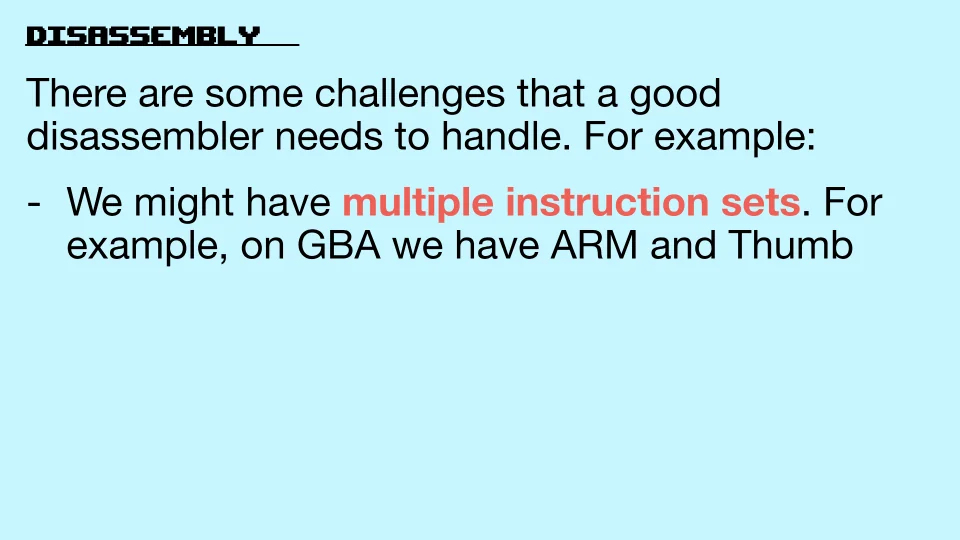 DISASSEMBLY
There are some challenges that a good
disassembler needs to handle. For example:
- We might have multiple instruction sets. For
example, on GBA we have ARM and Thumb